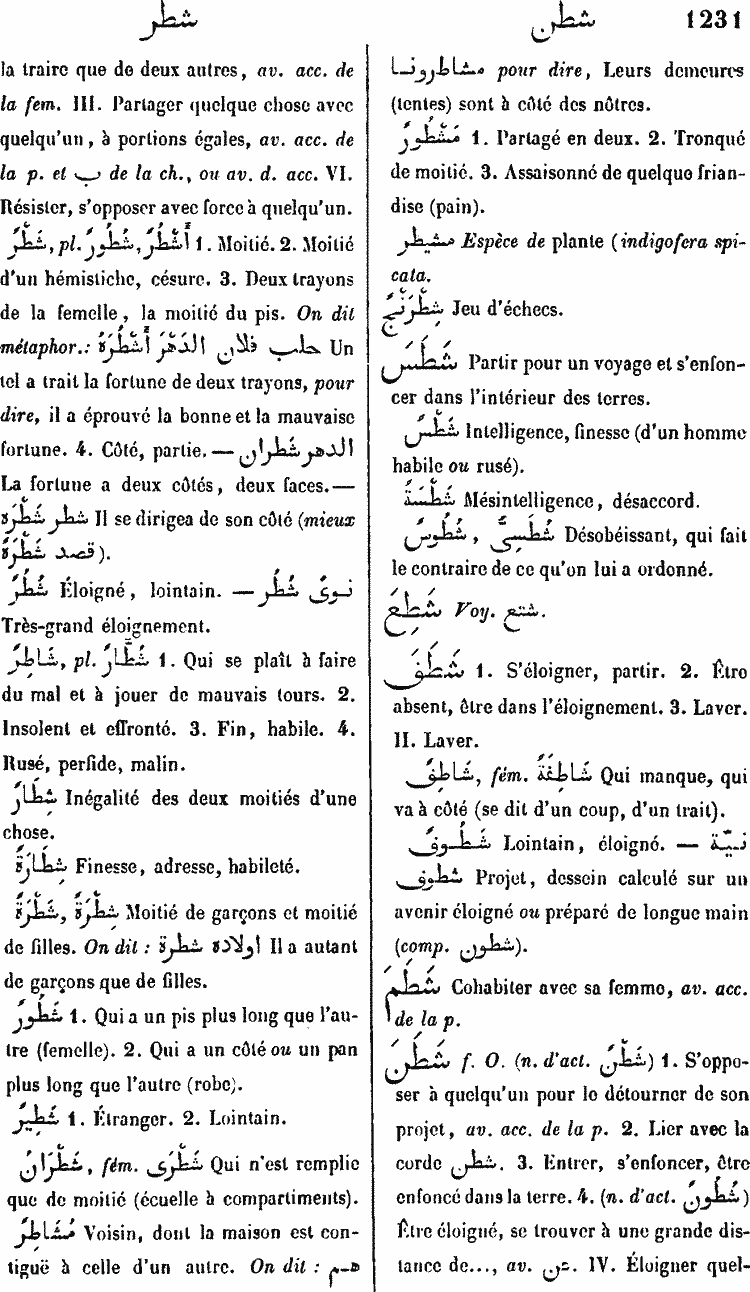 شطر
شطن
1231
la traire que de deux autres, av. acc. de
la fem. III. Partager quelque chose avec
quelqu'un, à portions égales, av. acc. de
la p. et ب de la ch., ou av. d. acc. VI.
Résister, s'opposer avec force à quelqu'un.
شَطْرٌ, pl. شُطُورٌ, أَشْطُرٌ 1. Moitié. 2. Moitié
d'un hémistiche, césure. 3. Deux trayons
de la femelle, la moitié du pis. On dit
métaphor.: حلب فلان الدَهْرَ أَشْطُرَهُ Un
tel a trait la fortune de deux trayons, pour
dire, il a éprouvé la bonne et la mauvaise
fortune. 4. Côté, partie. — الدهر شطران
La fortune a deux côtés, deux faces. —
شطر شَطْرَهُ Il se dirigea de son côté (mieux
قصد شَطْرَهُ).
شُطُرٌ Éloigné, lointain. — نوى شُطُر
Très-grand éloignement.
شَاطِرٌ, pl. شُطَّارٌ 1. Qui se plaît à faire
du mal et à jouer de mauvais tours. 2.
Insolent et effronté. 3. Fin, habile. 4.
Rusé, perfide, malin.
شِطَارٌ Inégalité des deux moitiés d'une
chose.
شِطَارَةٌ Finesse, adresse, habileté.
شَطْرَةٌ, شِطْرَةٌ Moitié de garçons et moitié
de filles. On dit : اولاده شطرة Il a autant
de garçons que de filles.
شَطُورٌ 1. Qui a un pis plus long que l'au-
tre (femelle). 2. Qui a un côté ou un pan
plus long que l'autre (robe).
شَطِيرٌ 1. Étranger. 2. Lointain.
شَطْرَانُ, fém. شَطْرَى Qui n'est remplie
que de moitié (écuelle à compartiments).
مُشَاطِرٌ Voisin, dont la maison est con-
tiguë à celle d'un autre. On dit : هم
مشاطرونا pour dire, Leurs demeures
(tentes) sont à côté des nôtres.
مَشْطُورٌ 1. Partagé en deux. 2. Tronqué
de moitié. 3. Assaisonné de quelque frian-
dise (pain).
مشيطر Espèce de plante (indigofera spi-
cata.
شِطْرَنْجٌ Jeu d'échecs.
شَطَسَ Partir pour un voyage et s'enfon-
cer dans l'intérieur des terres.
شَطْسٌ Intelligence, finesse (d'un homme
habile ou rusé).
شَطْسَةٌ Mésintelligence, désaccord.
شَطُوسٌ, شُطْسِىٌّ Désobéissant, qui fait
le contraire de ce qu'on lui a ordonné.
شَطِعَ Voy. شتع.
شَطَفَ 1. S'éloigner, partir. 2. Être
absent, être dans l'éloignement. 3. Laver.
II. Laver.
شَاطِفٌ, fém. شَاطِفَةٌ Qui manque, qui
va à côté (se dit d'un coup, d'un trait).
شَطُوفٌ Lointain, éloigné. — نيّة
شطوف Projet, dessein calculé sur un
avenir éloigné ou préparé de longue main
(comp. شطون).
شَطَمَ Cohabiter avec sa femme, av. acc.
de la p.
شَطَنَ f. O. (n. d'act. شَطْنٌ) 1. S'oppo-
ser à quelqu'un pour le détourner de son
projet, av. acc. de la p. 2. Lier avec la
corde شطن. 3. Entrer, s'enfoncer, être
enfoncé dans la terre. 4. (n. d'act. شُطُونٌ)
Être éloigné, se trouver à une grande dis-
tance de..., av. عن. IV. Éloigner quel-